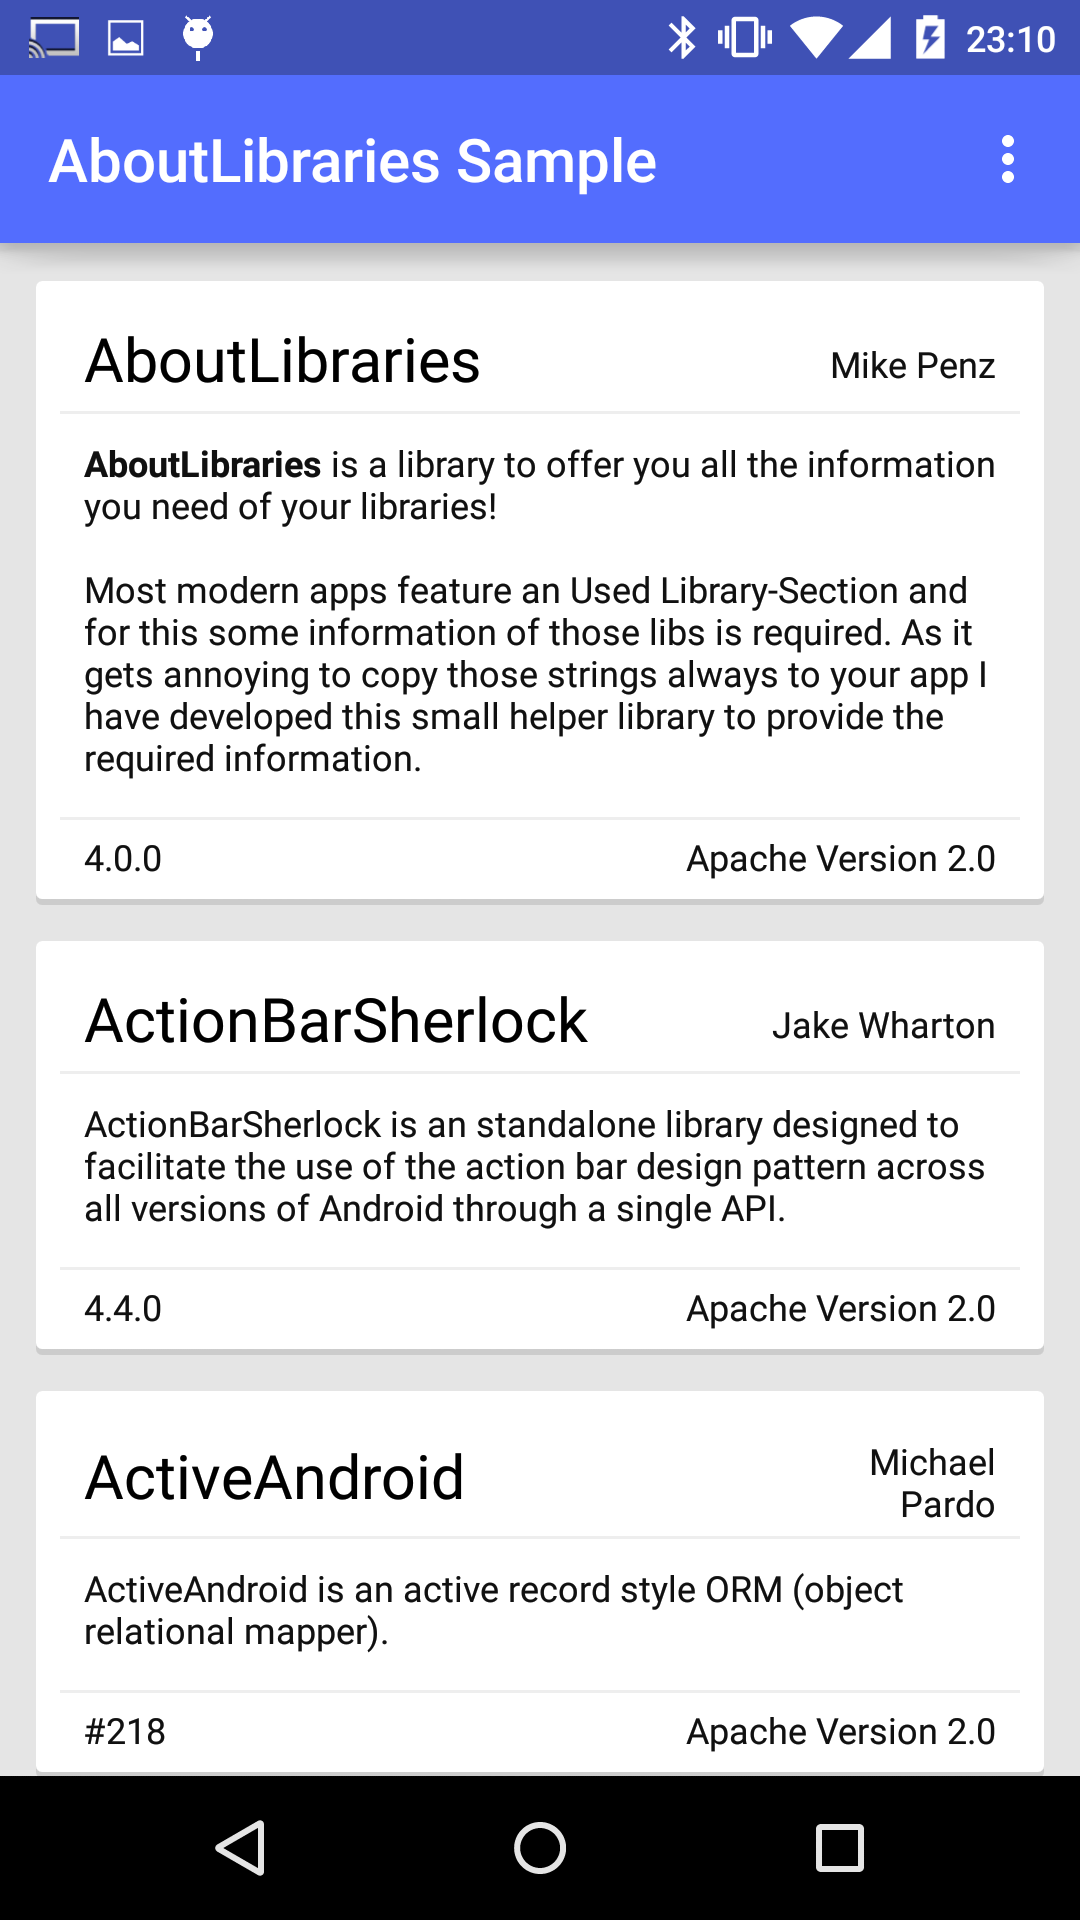 23:10
AboutLibraries Sample
AboutLibraries
Mike Penz
AboutLibraries is a library to offer you all the information
you need of your libraries!
Most modern apps feature an Used Library-Section and
for this some information of those libs is required. As it
gets annoying to copy those strings always to your app I
have developed this small helper library to provide the
required information.
4.0.0
Apache Version 2.0
ActionBarSherlock
Jake Wharton
ActionBarSherlock is an standalone library designed to
facilitate the use of the action bar design pattern across
all versions of Android through a single API.
4.4.0
Apache Version 2.0
ActiveAndroid
Michael
Pardo
ActiveAndroid is an active record style ORM (object
relational mapper).
#218
Apache Version 2.0